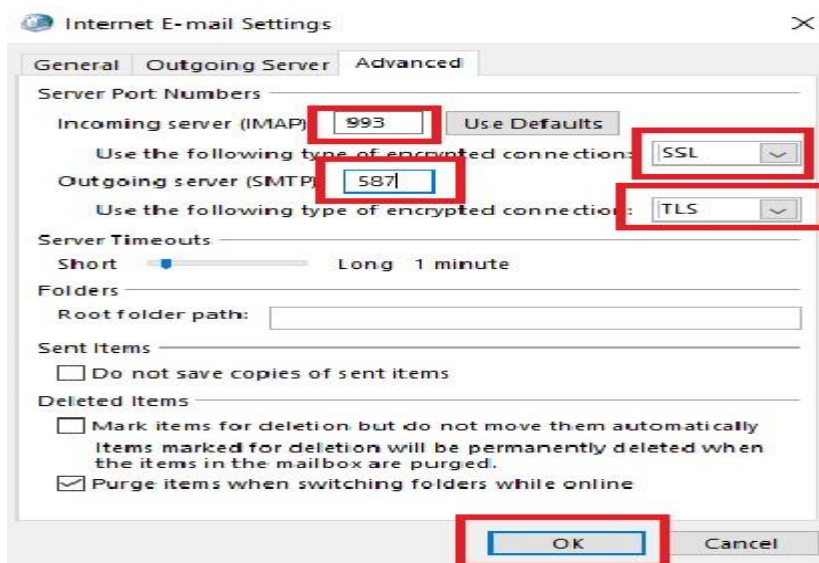 Internet E-mail Settings
General Outgoing Server Advanced
Server Port Numbers
Incoming server (IMAP) 993 Use Defaults
Use the following type of encrypted connection: SSL
Outgoing server (SMTP) 587
Use the following type of encrypted connection: TLS
Server Timeouts
Short Long 1 minute
Folders
Root folder path:
Sent Items
Do not save copies of sent items
Deleted Items
Mark items for deletion but do not move them automatically
Items marked for deletion will be permanently deleted when
the items in the mailbox are purged.
Purge items when switching folders while online
OK Cancel